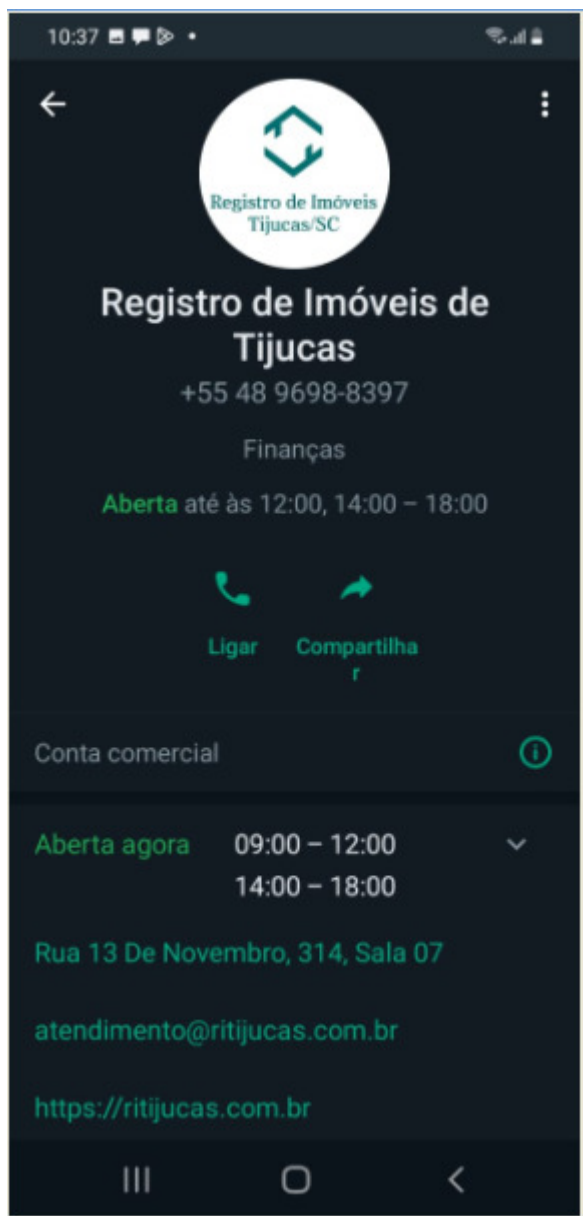 10:37
Registro de Imóveis
Tijucas/SC
Registro de Imóveis de
Tijucas
+55 48 9698-8397
Finanças
Aberta até às 12:00, 14:00 – 18:00
Ligar
Compartilha
r
Conta comercial
Aberta agora
09:00 – 12:00
14:00 – 18:00
Rua 13 De Novembro, 314, Sala 07
atendimento@ritijucas.com.br
https://ritijucas.com.br